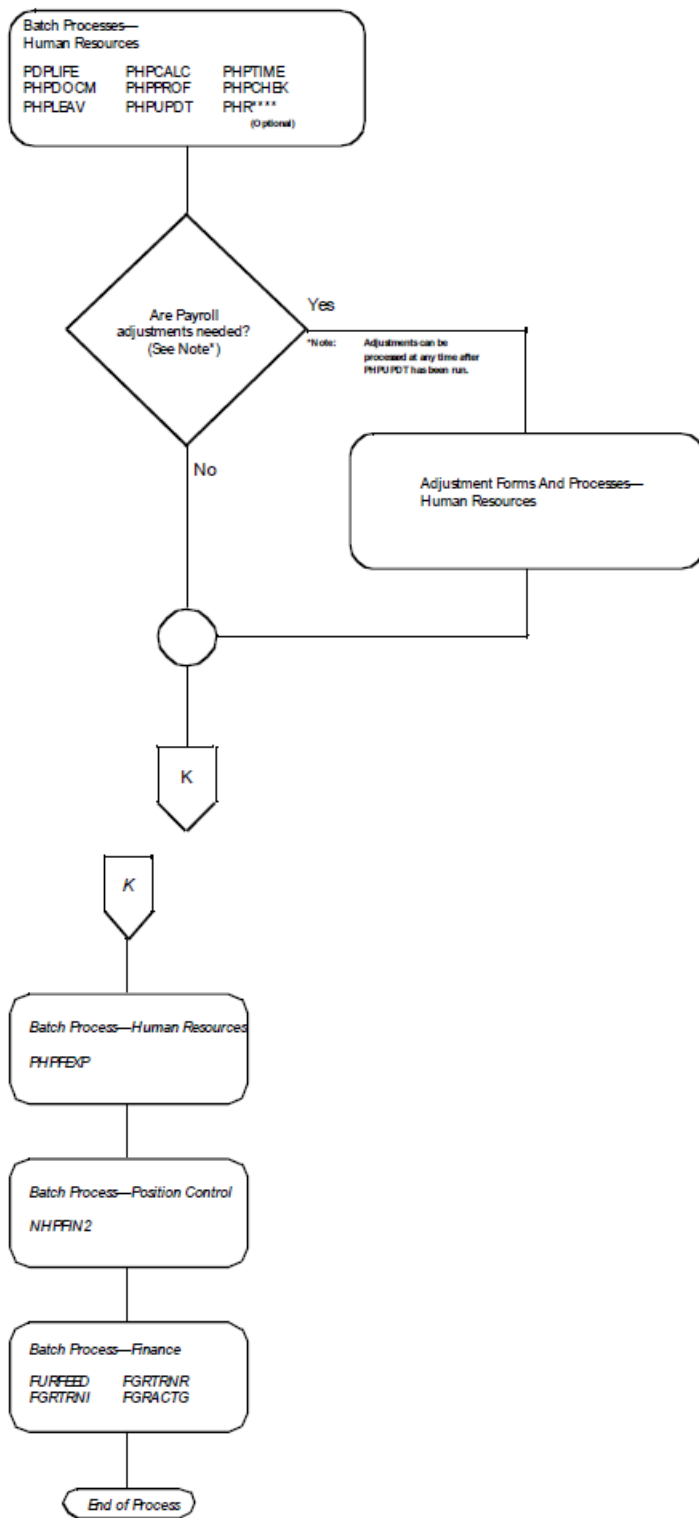 Batch Processes—
Human Resources
PDPLIFE PHPCALC PHPTIME
PHPDOCM PHPPROF PHPCHEK
PHPLEAV PHPUPDT PHR****
(Optional)
Are Payroll
adjustments needed?
(See Note*)
Yes
*Note: Adjustments can be
processed at any time after
PHPUPDT has been run.
No
Adjustment Forms And Processes—
Human Resources
K
K
Batch Process—Human Resources
PHPFEXP
Batch Process—Position Control
NHPFIN2
Batch Process—Finance
FURFEED FGRTRNR
FGRTRNI FGRACTG
End of Process